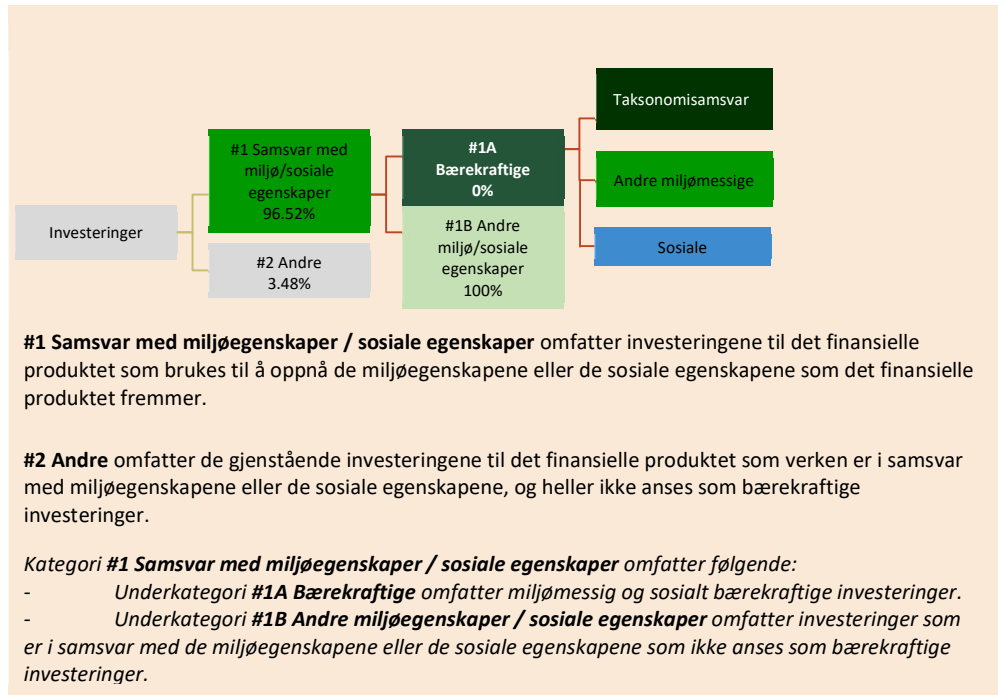 Taksonomisamsvar
#1 Samsvar med
miljø/sosiale
egenskaper
96.52%
#1A
Bærekraftige
0%
Andre miljømessige
Investeringer
#2 Andre
3.48%
#1B Andre
miljø/sosiale
egenskaper
100%
Sosiale
#1 Samsvar med miljøegenskaper / sosiale egenskaper omfatter investeringene til det finansielle
produktet som brukes til å oppnå de miljøegenskapene eller de sosiale egenskapene som det finansielle
produktet fremmer.
#2 Andre omfatter de gjenstående investeringene til det finansielle produktet som verken er i samsvar
med miljøegenskapene eller de sosiale egenskapene, og heller ikke anses som bærekraftige
investeringer.
Kategori #1 Samsvar med miljøegenskaper / sosiale egenskaper omfatter følgende:
- Underkategori #1A Bærekraftige omfatter miljømessig og sosialt bærekraftige investeringer.
- Underkategori #1B Andre miljøegenskaper / sosiale egenskaper omfatter investeringer som
er i samsvar med de miljøegenskapene eller de sosiale egenskapene som ikke anses som bærekraftige
investeringer.